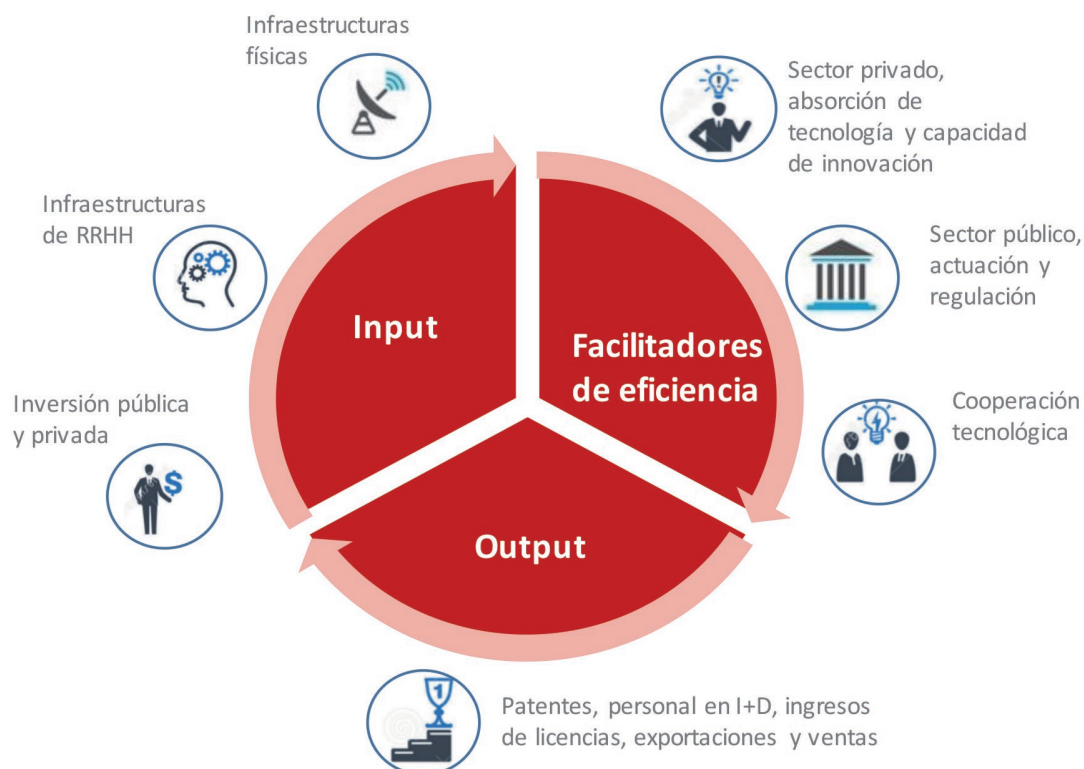 Infraestructuras
físicas
Sector privado,
absorción de
tecnología y capacidad
de innovación
Infraestructuras
de RRHH
Sector público,
actuación y
regulación
Input
Facilitadores
de eficiencia
Inversión pública
y privada
$
Cooperación
tecnológica
Output
1
Patentes, personal en I+D, ingresos
de licencias, exportaciones y ventas